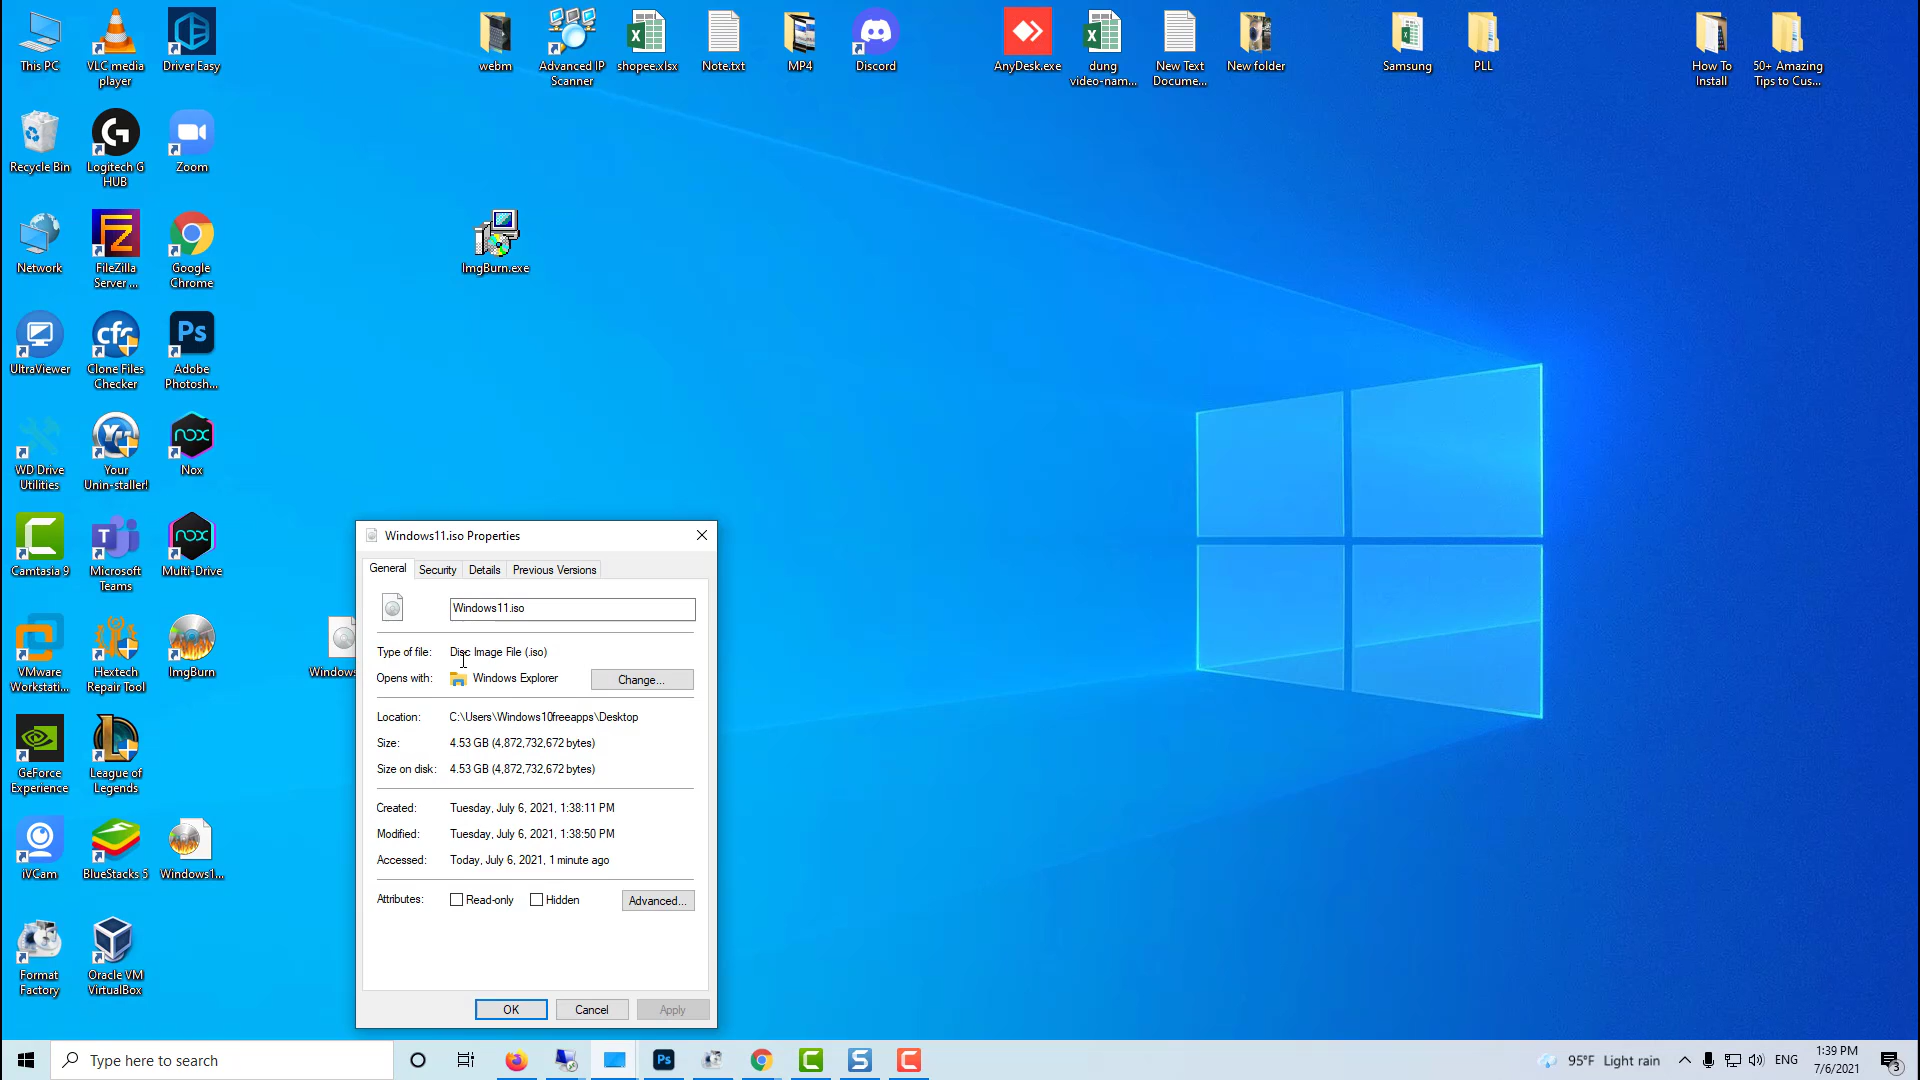 This PC
VLC media
player
Driver Easy
webm
Advanced IP
Scanner
shopee.xlsx
Note.txt
MP4
Discord
AnyDesk.exe
dung
video-nam...
New Text
Docume...
New folder
Samsung
PLL
How To
Install
50+ Amazing
Tips to Cus...
Recycle Bin
Logitech G
HUB
Zoom
Network
FileZilla
Server ...
Google
Chrome
ImgBurn.exe
UltraViewer
Clone Files
Checker
Adobe
Photosh...
WD Drive
Utilities
Your
Unin-staller!
Nox
Camtasia 9
Microsoft
Teams
Multi-Drive
VMware
Workstati...
Hextech
Repair Tool
ImgBurn
GeForce
Experience
League of
Legends
iVCam
BlueStacks 5
Windows1...
Format
Factory
Oracle VM
VirtualBox
Windows11.iso Properties
General Security Details Previous Versions
Windows11.iso
Type of file: Disc Image File (.iso)
Opens with: Windows Explorer Change...
Location: C:\Users\Windows10freeapps\Desktop
Size: 4.53 GB (4,872,732,672 bytes)
Size on disk: 4.53 GB (4,872,732,672 bytes)
Created: Tuesday, July 6, 2021, 1:38:11 PM
Modified: Tuesday, July 6, 2021, 1:38:50 PM
Accessed: Today, July 6, 2021, 1 minute ago
Attributes: Read-only Hidden Advanced...
OK Cancel Apply
Type here to search
95°F Light rain
ENG
1:39 PM
7/6/2021
3